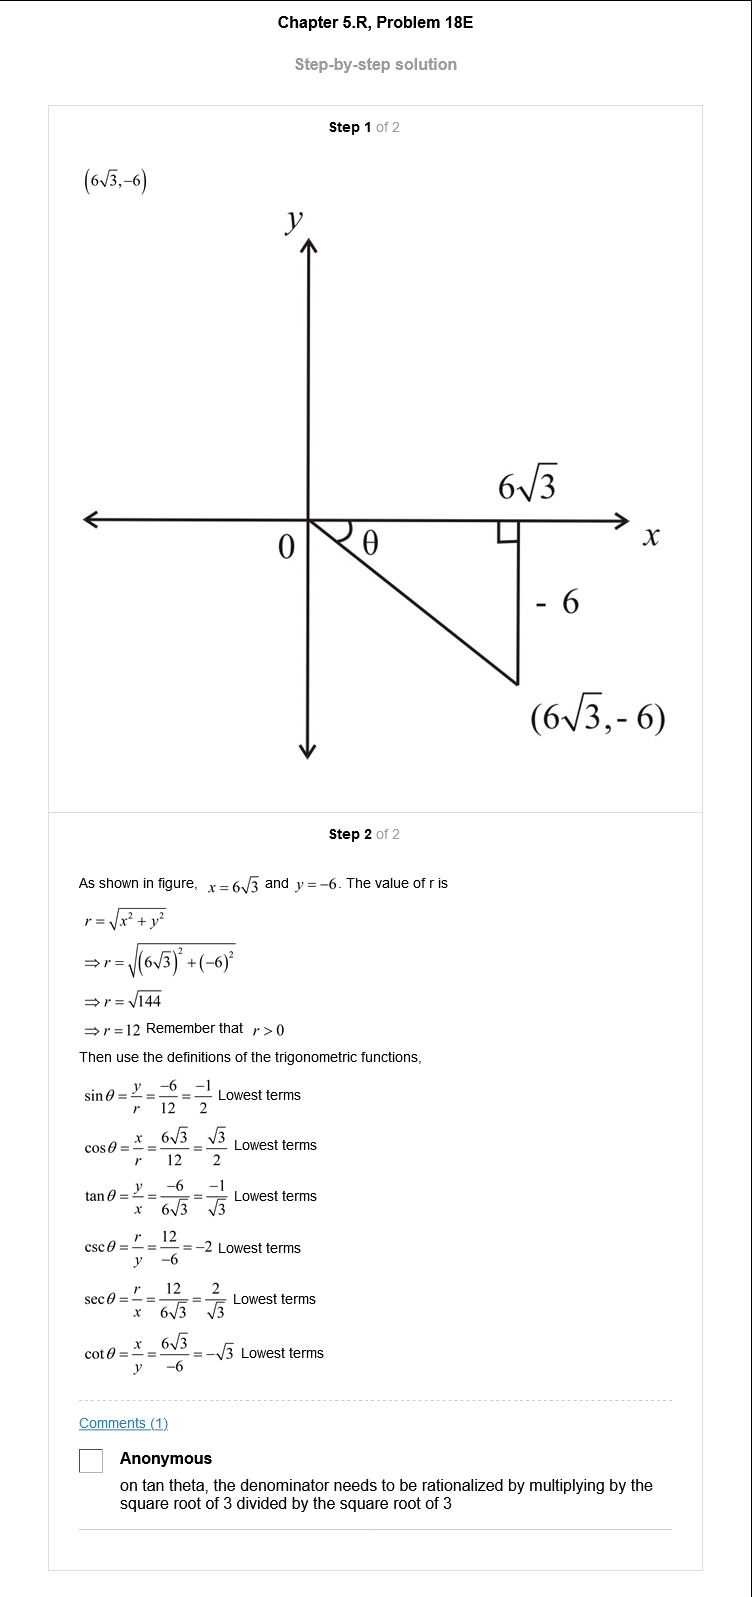 Chapter 5.R, Problem 18E
Step-by-step solution
Step 1 of 2
(6√3,−6)
y
6√3
x
0
θ
- 6
(6√3,- 6)
Step 2 of 2
As shown in figure, x = 6√3 and y = −6. The value of r is
r = √(x² + y²)
⇒ r = √((6√3)² + (−6)²)
⇒ r = √144
⇒ r = 12 Remember that r > 0
Then use the definitions of the trigonometric functions,
sin θ = y/r = −6/12 = −1/2 Lowest terms
cos θ = x/r = 6√3/12 = √3/2 Lowest terms
tan θ = y/x = −6/6√3 = −1/√3 Lowest terms
csc θ = r/y = 12/−6 = −2 Lowest terms
sec θ = r/x = 12/6√3 = 2/√3 Lowest terms
cot θ = x/y = 6√3/−6 = −√3 Lowest terms
Comments (1)
Anonymous
on tan theta, the denominator needs to be rationalized by multiplying by the
square root of 3 divided by the square root of 3